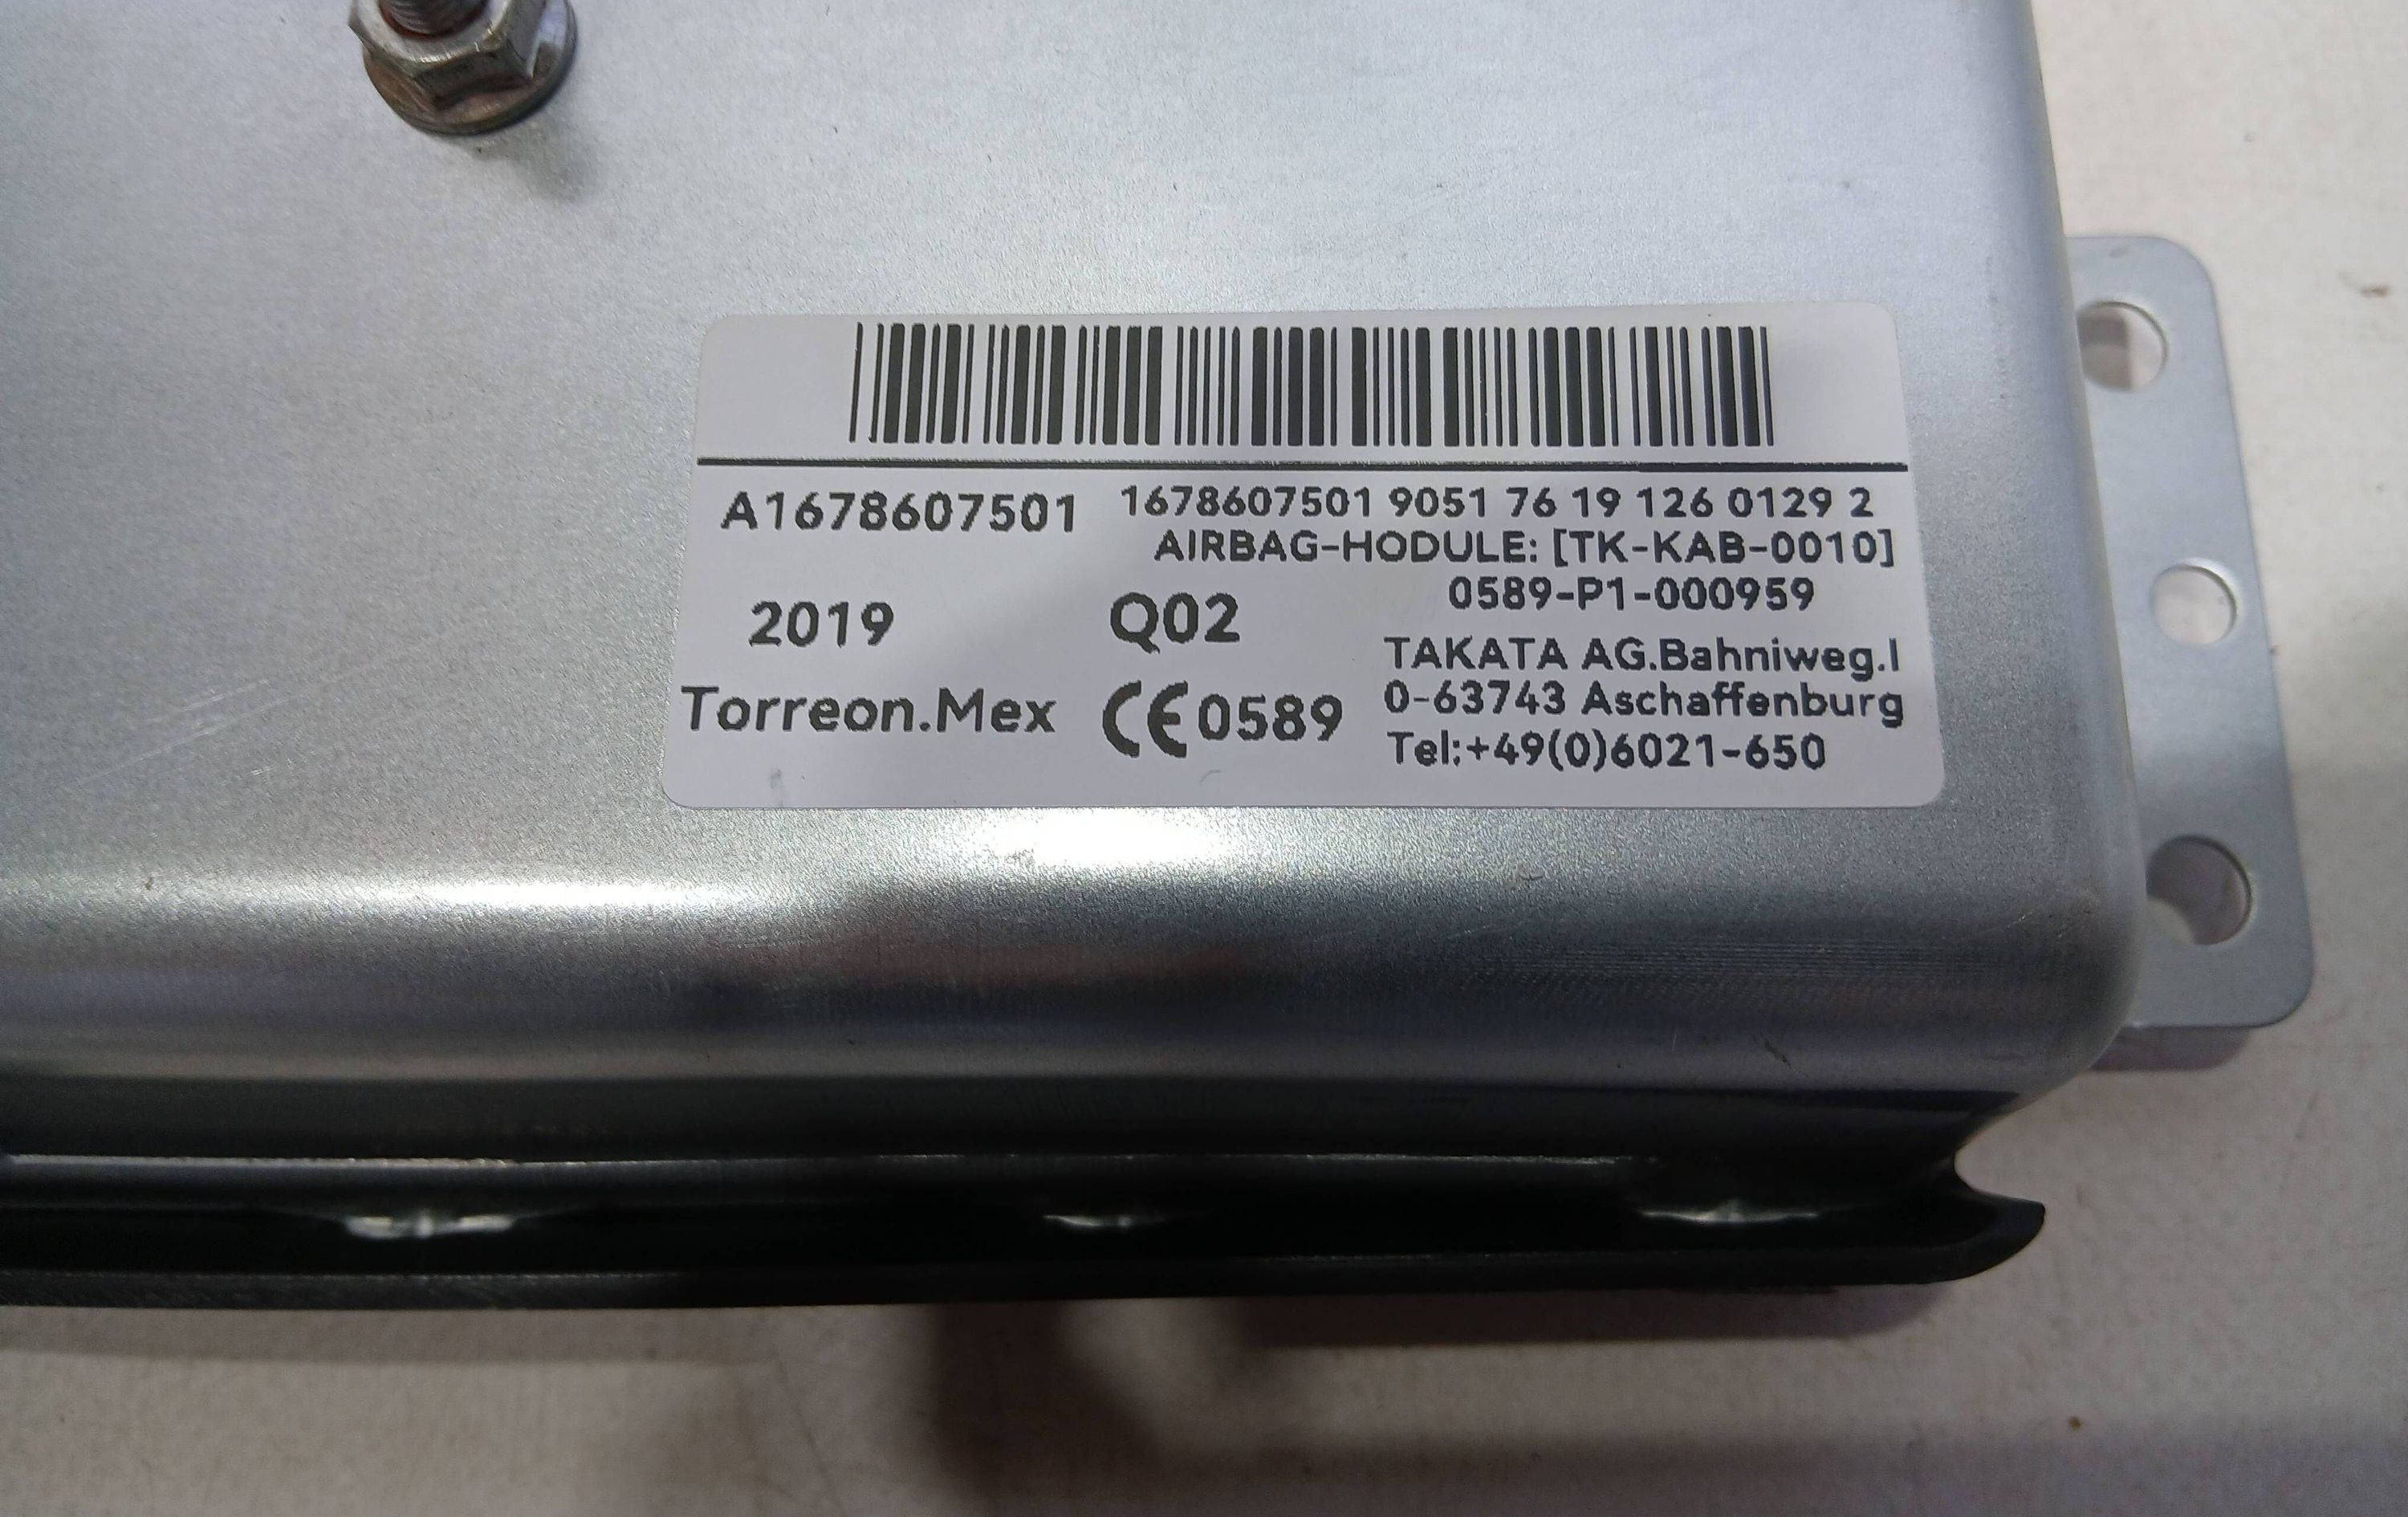 A1678607501
1678607501 9051 76 19 126 0129 2
AIRBAG-HODULE: [TK-KAB-0010]
0589-P1-000959
2019
Q02
TAKATA AG.Bahniweg.l
0-63743 Aschaffenburg
Tel:+49(0)6021-650
Torreon.Mex
CE0589